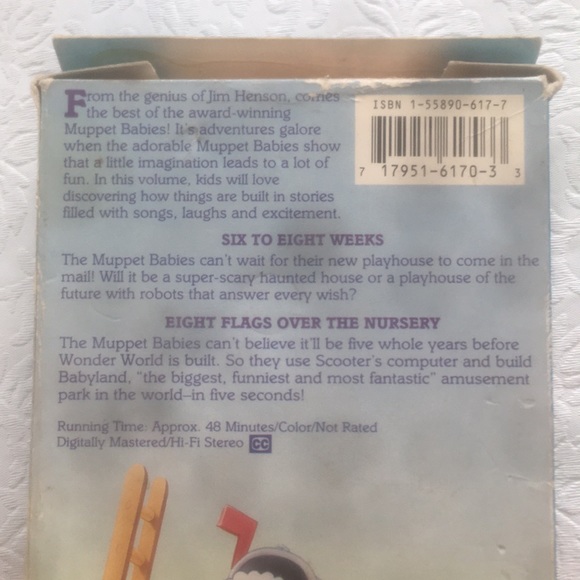 From the genius of Jim Henson, comes
the best of the award-winning
Muppet Babies! It's adventures galore
when the adorable Muppet Babies show
that a little imagination leads to a lot of
fun. In this volume, kids will love
discovering how things are built in stories
filled with songs, laughs and excitement.
ISBN 1-55890-617-7
7 17951-6170-3 3
SIX TO EIGHT WEEKS
The Muppet Babies can't wait for their new playhouse to come in the
mail! Will it be a super-scary haunted house or a playhouse of the
future with robots that answer every wish?
EIGHT FLAGS OVER THE NURSERY
The Muppet Babies can't believe it'll be five whole years before
Wonder World is built. So they use Scooter's computer and build
Babyland, "the biggest, funniest and most fantastic" amusement
park in the world—in five seconds!
Running Time: Approx. 48 Minutes/Color/Not Rated
Digitally Mastered/Hi-Fi Stereo CC